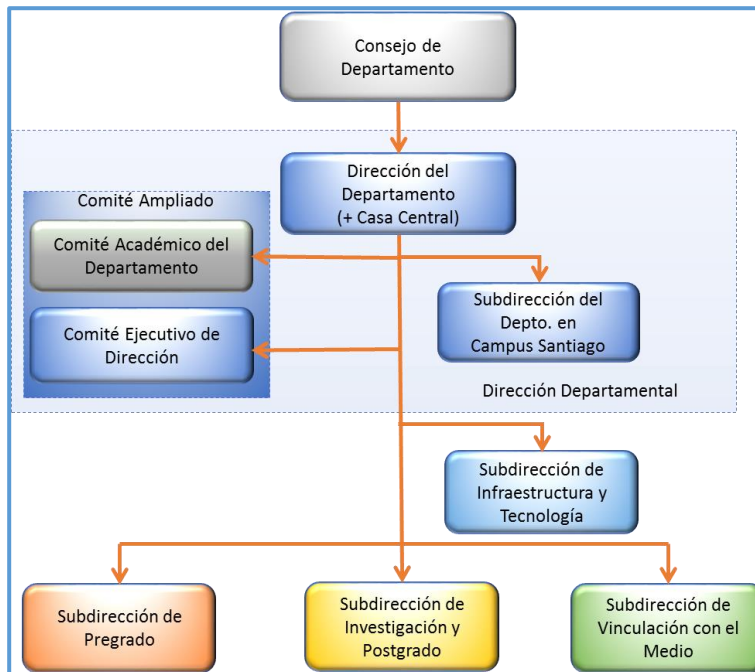 Consejo de
Departamento
Dirección del
Departamento
(+ Casa Central)
Comité Ampliado
Comité Académico del
Departamento
Comité Ejecutivo de
Dirección
Subdirección del
Depto. en
Campus Santiago
Dirección Departamental
Subdirección de
Infraestructura y
Tecnología
Subdirección de
Pregrado
Subdirección de
Investigación y
Postgrado
Subdirección de
Vinculación con el
Medio